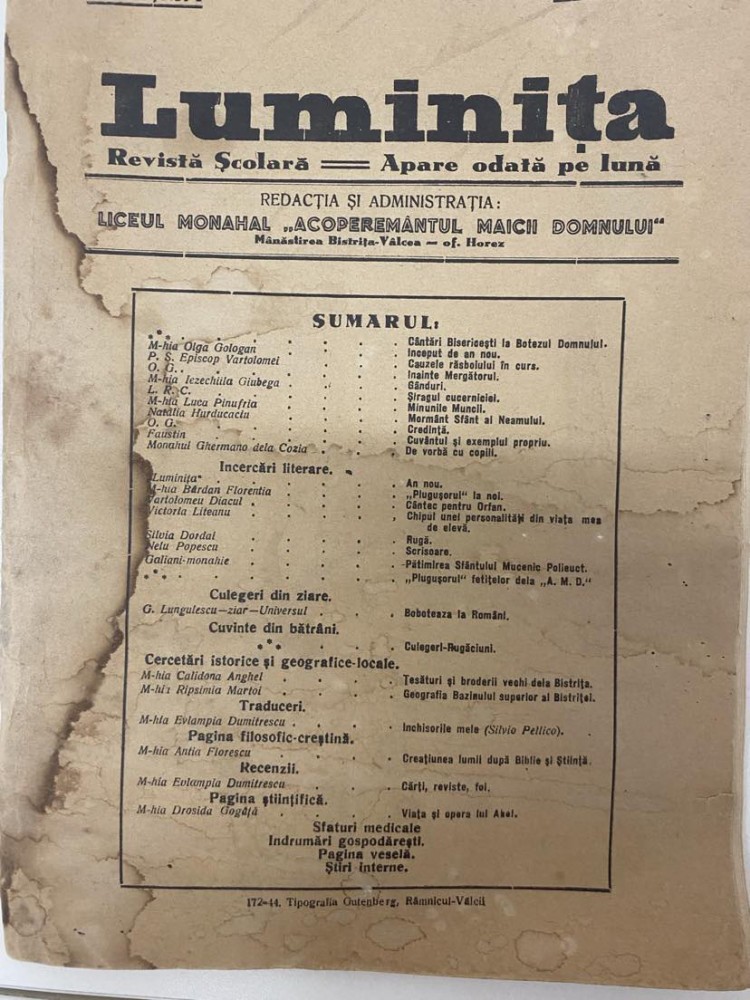 Luminița
Revistă Școlară = Apare odată pe lună
REDACȚIA ȘI ADMINISTRAȚIA:
LICEUL MONAHAL „ACOPEREMÂNTUL MAICII DOMNULUI“
Mânăstirea Bistrița-Vâlcea — of. Horez
SUMARUL:
*** . . . . . Cântări Bisericești la Botezul Domnului.
M-hia Olga Gologan . . . . Inceput de an nou.
P. S. Episcop Vartolomei . . . . Cauzele răsboiului în curs.
O. G. . . . . . Inainte Mergătorul.
M-hia Iezechiila Giubega . . . . Gânduri.
L. R. C. . . . . . Șiragul cucerniciei.
M-hia Luca Pinufria . . . . Minunile Muncii.
Natalia Hurducaciu . . . . Mormânt Sfânt al Neamului.
O. G. . . . . . Credință.
Faustin . . . . . Cuvântul și exemplul propriu.
Monahul Ghermano dela Cozia . . . De vorbă cu copiii.
Incercări literare.
„Luminița“ . . . . . An nou.
M-hia Bărdan Florentia . . . . „Plugușorul“ la noi.
Vartolomeu Diacul . . . . Cântec pentru Orfan.
Victoria Liteanu . . . . Chipul unei personalități din viața mea
de elevă.
Silvia Dordai . . . . Rugă.
Nelu Popescu . . . . Scrisoare.
Galiani-monahie . . . . Pătimirea Sfântului Mucenic Polieuct.
*** . . . . . „Plugușorul“ fetițelor dela „A. M. D.“
Culegeri din ziare.
G. Lungulescu—ziar—Universul . . . Boboteaza la Români.
Cuvinte din bătrâni.
*** . . . Culegeri-Rugăciuni.
Cercetări istorice și geografice-locale.
M-hia Calidona Anghel . . . . Țesături și broderii vechi dela Bistrița.
M-hia Ripsimia Martoi . . . . Geografia Bazinului superior al Bistriței.
Traduceri.
M-hia Evlampia Dumitrescu . . . . Inchisorile mele (Silvio Pellico).
Pagina filosofic-creștină.
M-hia Antia Florescu . . . . Creațiunea lumii după Biblie și Știință.
Recenzii.
M-hia Evlampia Dumitrescu . . . . Cărți, reviste, foi.
Pagina științifică.
M-hia Drosida Gogâță . . . . Viața și opera lui Abel.
Sfaturi medicale
Indrumări gospodărești.
Pagina veselă.
Știri interne.
172-44. Tipografia Gutenberg, Râmnicul-Vâlcii